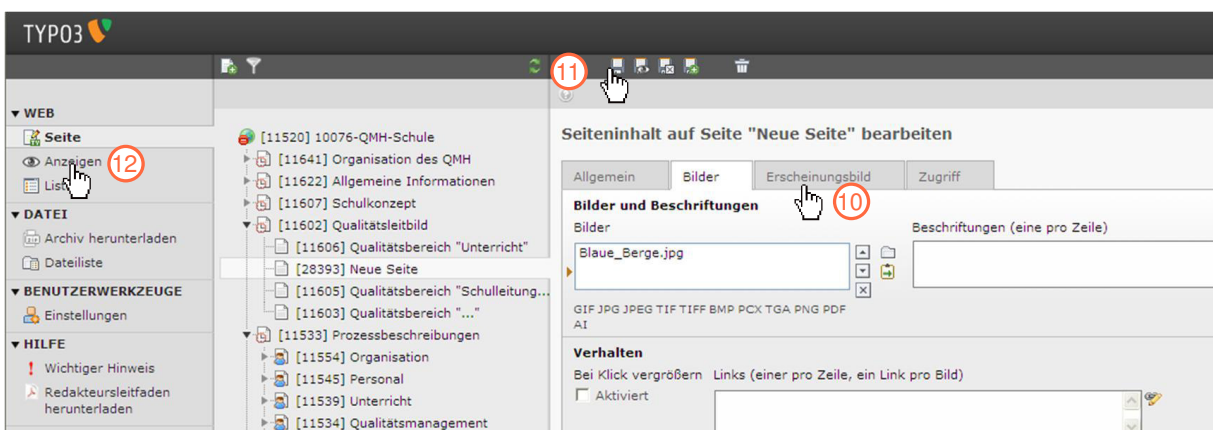 TYPO3
11
WEB
Seite
Anzeigen
12
List
DATEI
Archiv herunterladen
Dateiliste
BENUTZERWERKZEUGE
Einstellungen
HILFE
Wichtiger Hinweis
Redakteursleitfaden
herunterladen
[11520] 10076-QMH-Schule
[11641] Organisation des QMH
[11622] Allgemeine Informationen
[11607] Schulkonzept
[11602] Qualitätsleitbild
[11606] Qualitätsbereich "Unterricht"
[28393] Neue Seite
[11605] Qualitätsbereich "Schulleitung...
[11603] Qualitätsbereich "..."
[11533] Prozessbeschreibungen
[11554] Organisation
[11545] Personal
[11539] Unterricht
[11534] Qualitätsmanagement
Seiteninhalt auf Seite "Neue Seite" bearbeiten
Allgemein Bilder Erscheinungsbild Zugriff
10
Bilder und Beschriftungen
Bilder Beschriftungen (eine pro Zeile)
Blaue_Berge.jpg
GIF JPG JPEG TIF TIFF BMP PCX TGA PNG PDF
AI
Verhalten
Bei Klick vergrößern Links (einer pro Zeile, ein Link pro Bild)
Aktiviert